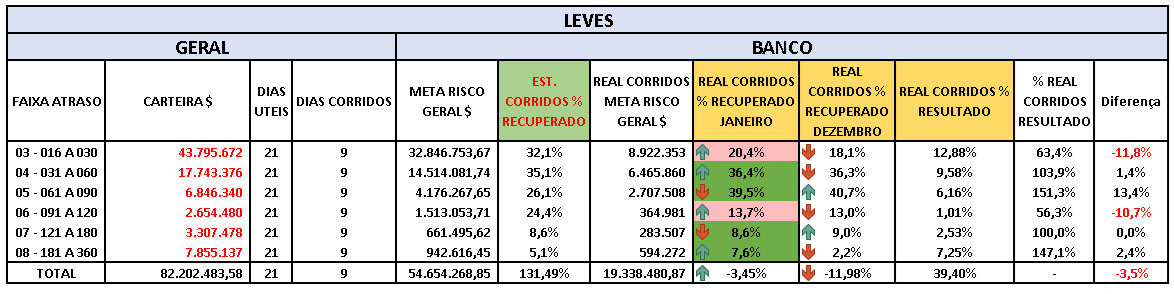 LEVES
GERAL BANCO
FAIXA ATRASO CARTEIRA $ DIAS UTEIS DIAS CORRIDOS META RISCO GERAL $ EST. CORRIDOS % RECUPERADO REAL CORRIDOS META RISCO GERAL $ REAL CORRIDOS % RECUPERADO JANEIRO REAL CORRIDOS % RECUPERADO DEZEMBRO REAL CORRIDOS % RESULTADO % REAL CORRIDOS RESULTADO Diferença
03 - 016 A 030 43.795.672 21 9 32.846.753,67 32,1% 8.922.353 20,4% 18,1% 12,88% 63,4% -11,8%
04 - 031 A 060 17.743.376 21 9 14.514.081,74 35,1% 6.465.860 36,4% 36,3% 9,58% 103,9% 1,4%
05 - 061 A 090 6.846.340 21 9 4.176.267,65 26,1% 2.707.508 39,5% 40,7% 6,16% 151,3% 13,4%
06 - 091 A 120 2.654.480 21 9 1.513.053,71 24,4% 364.981 13,7% 13,0% 1,01% 56,3% -10,7%
07 - 121 A 180 3.307.478 21 9 661.495,62 8,6% 283.507 8,6% 9,0% 2,53% 100,0% 0,0%
08 - 181 A 360 7.855.137 21 9 942.616,45 5,1% 594.272 7,6% 2,2% 7,25% 147,1% 2,4%
TOTAL 82.202.483,58 21 9 54.654.268,85 131,49% 19.338.480,87 -3,45% -11,98% 39,40% - -3,5%